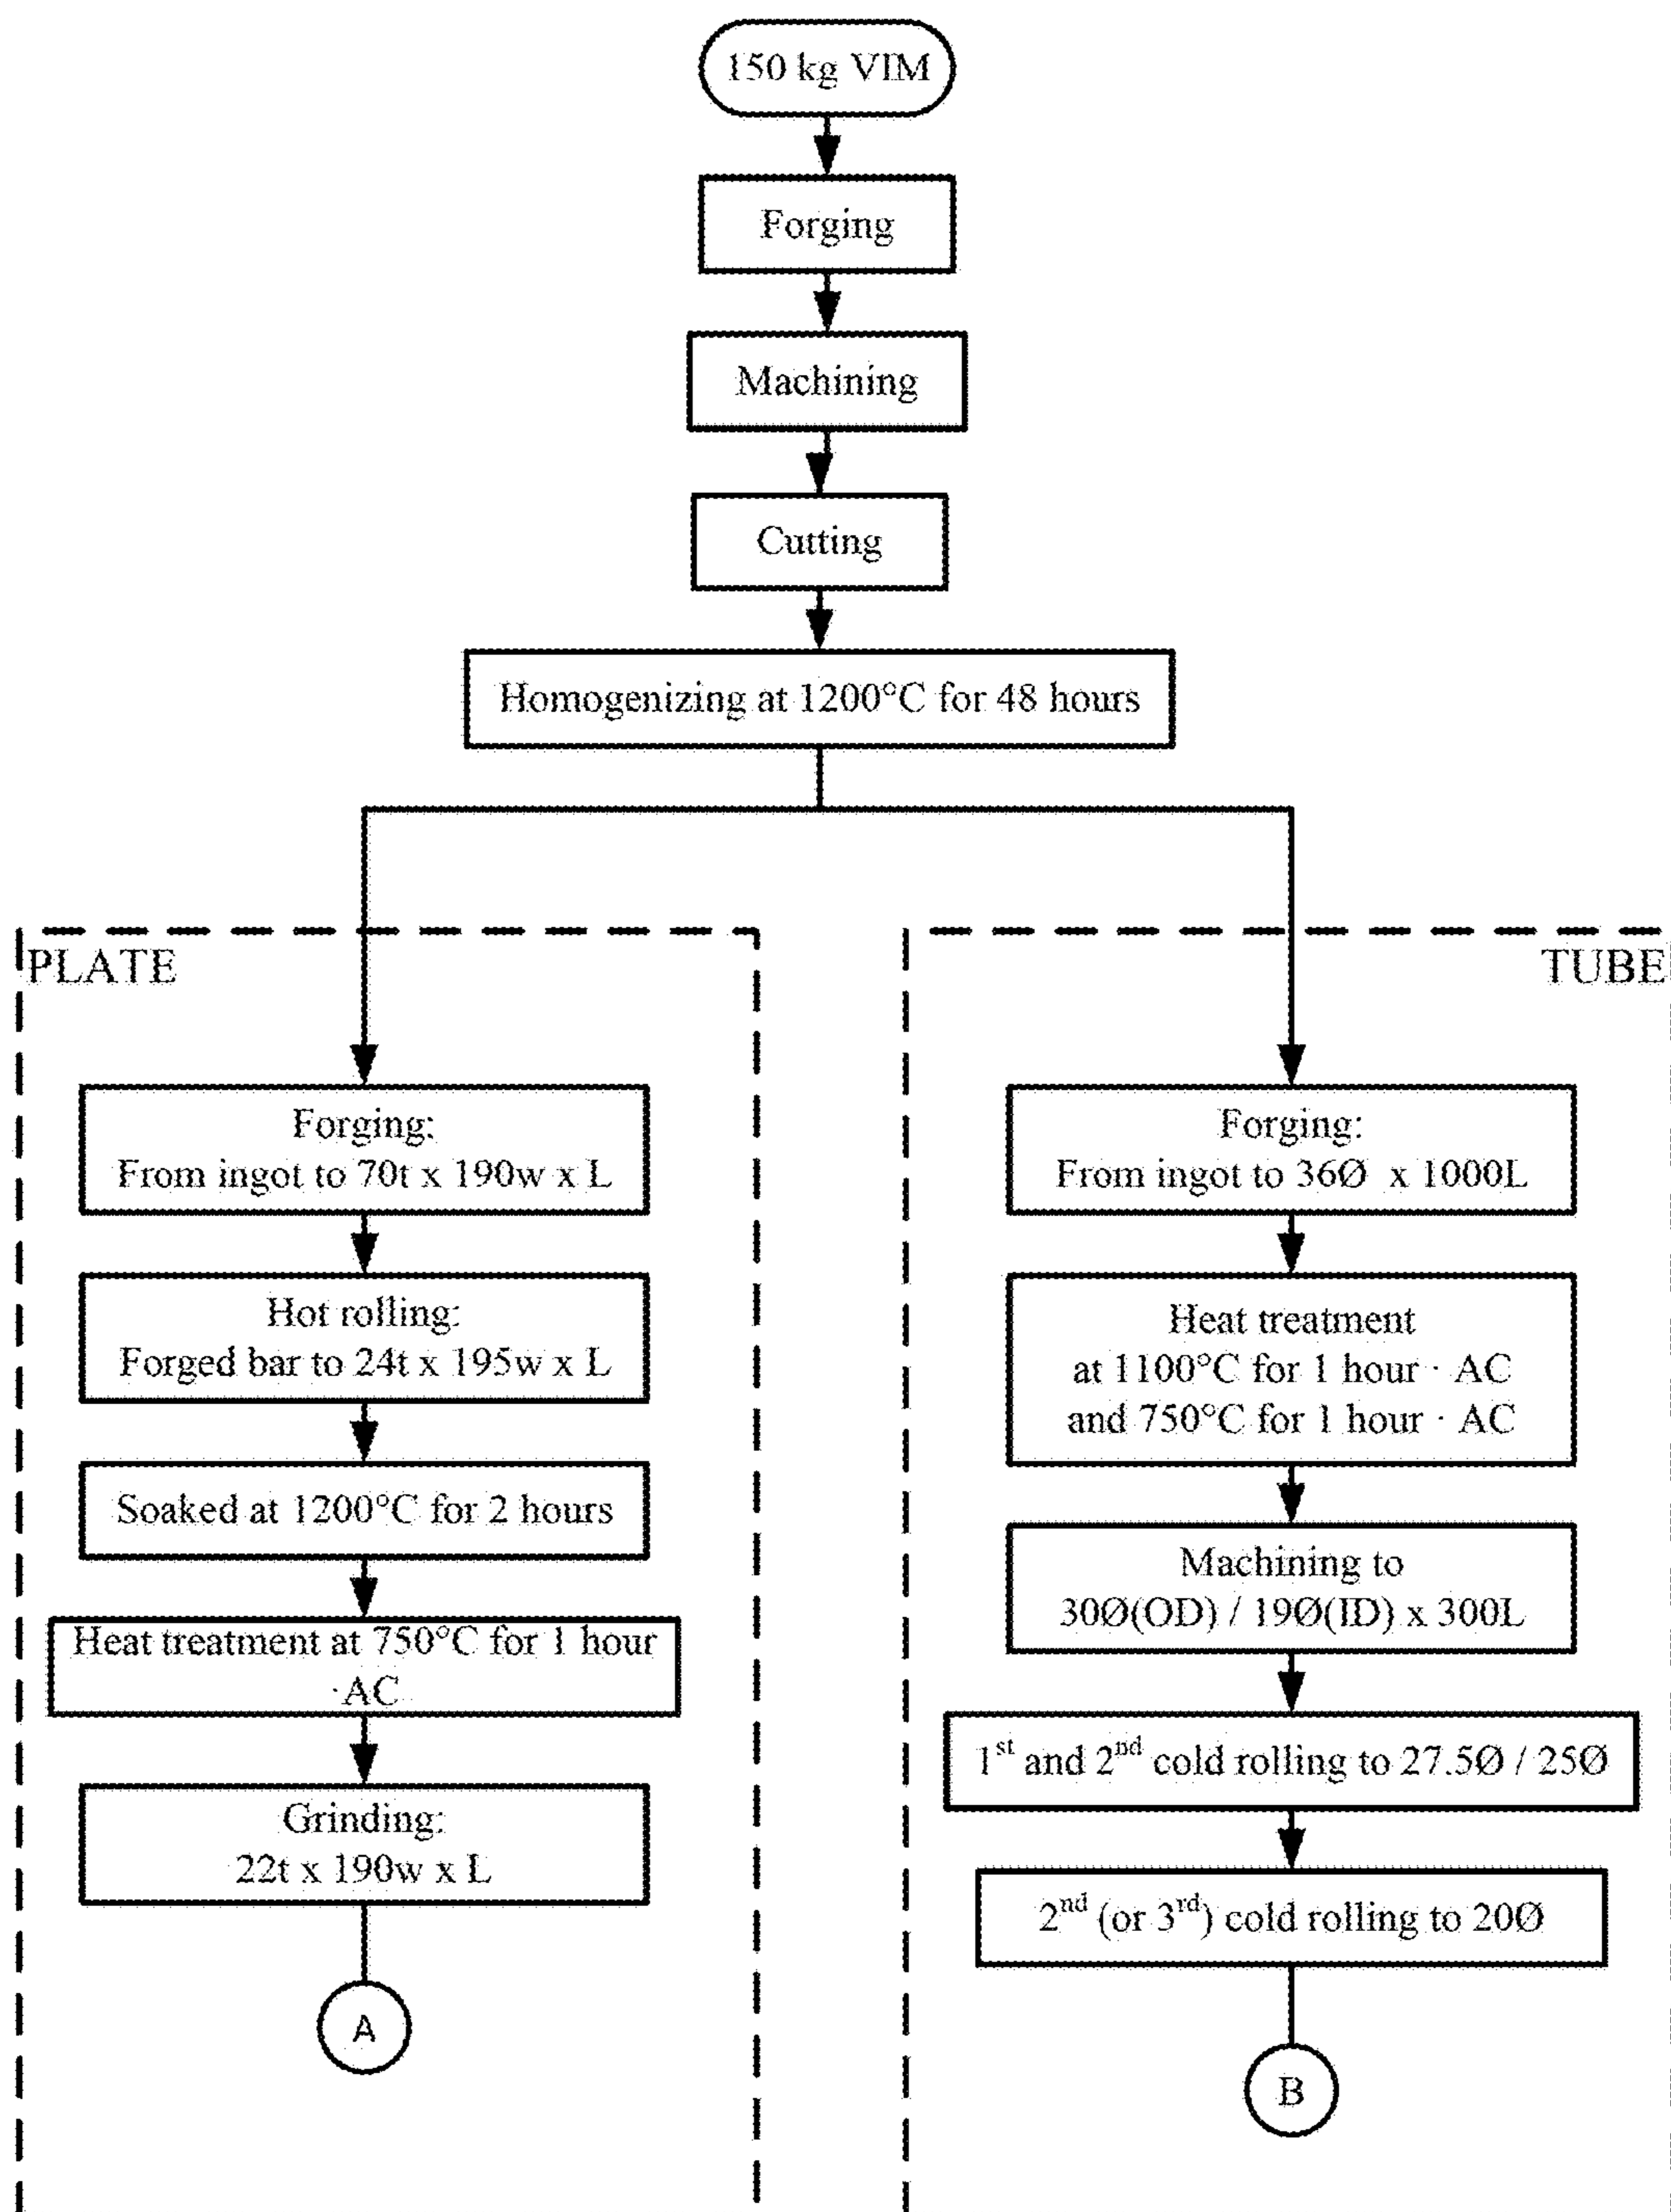 150 kg VIM
Forging
Machining
Cutting
Homogenizing at 1200°C for 48 hours
PLATE
Forging:
From ingot to 70t x 190w x L
Hot rolling:
Forged bar to 24t x 195w x L
Soaked at 1200°C for 2 hours
Heat treatment at 750°C for 1 hour
·AC
Grinding:
22t x 190w x L
A
TUBE
Forging:
From ingot to 36Ø x 1000L
Heat treatment
at 1100°C for 1 hour · AC
and 750°C for 1 hour · AC
Machining to
30Ø(OD) / 19Ø(ID) x 300L
1st and 2nd cold rolling to 27.5Ø / 25Ø
2nd (or 3rd) cold rolling to 20Ø
B